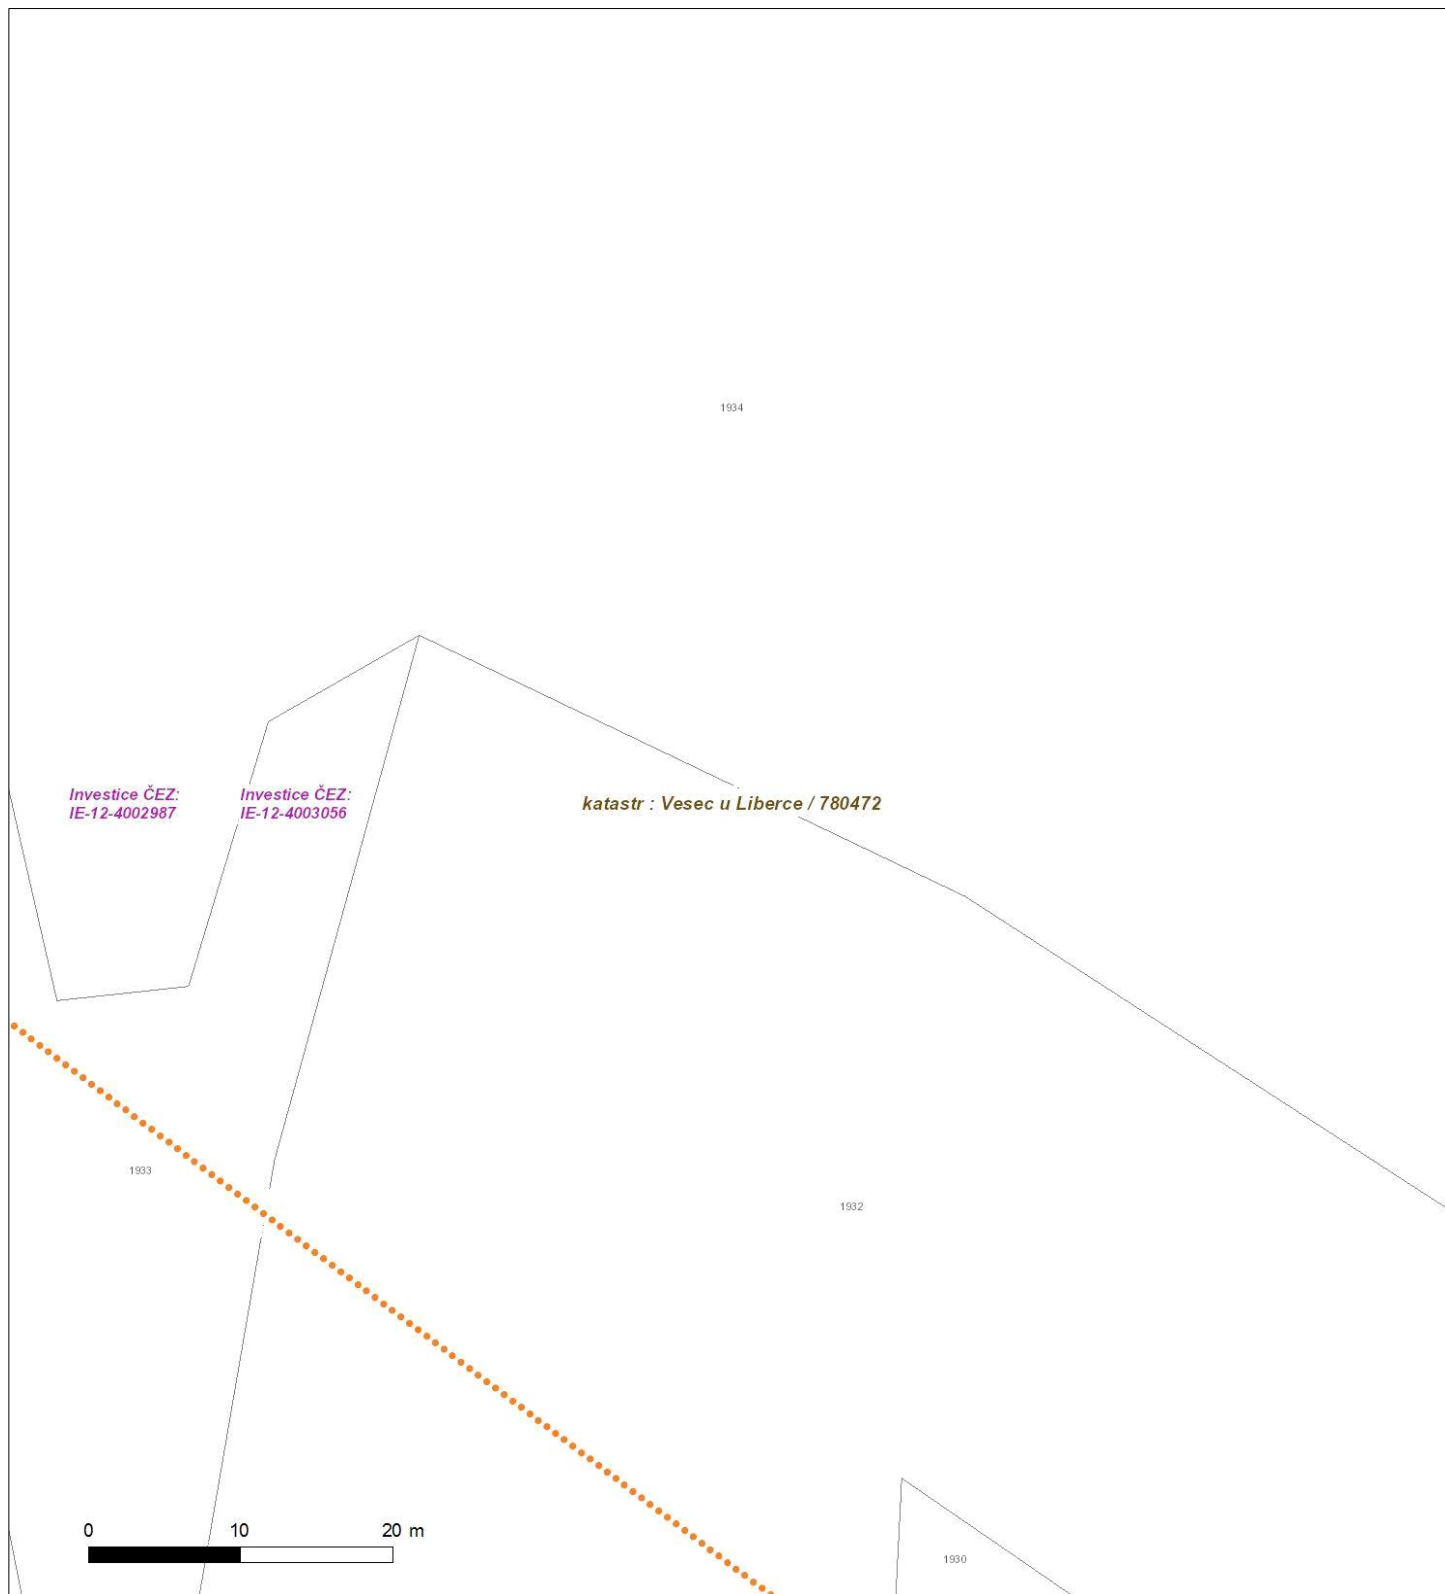 1934
Investice ČEZ:
IE-12-4002987
Investice ČEZ:
IE-12-4003056
katastr : Vesec u Liberce / 780472
1933
1932
0 10 20 m
1930